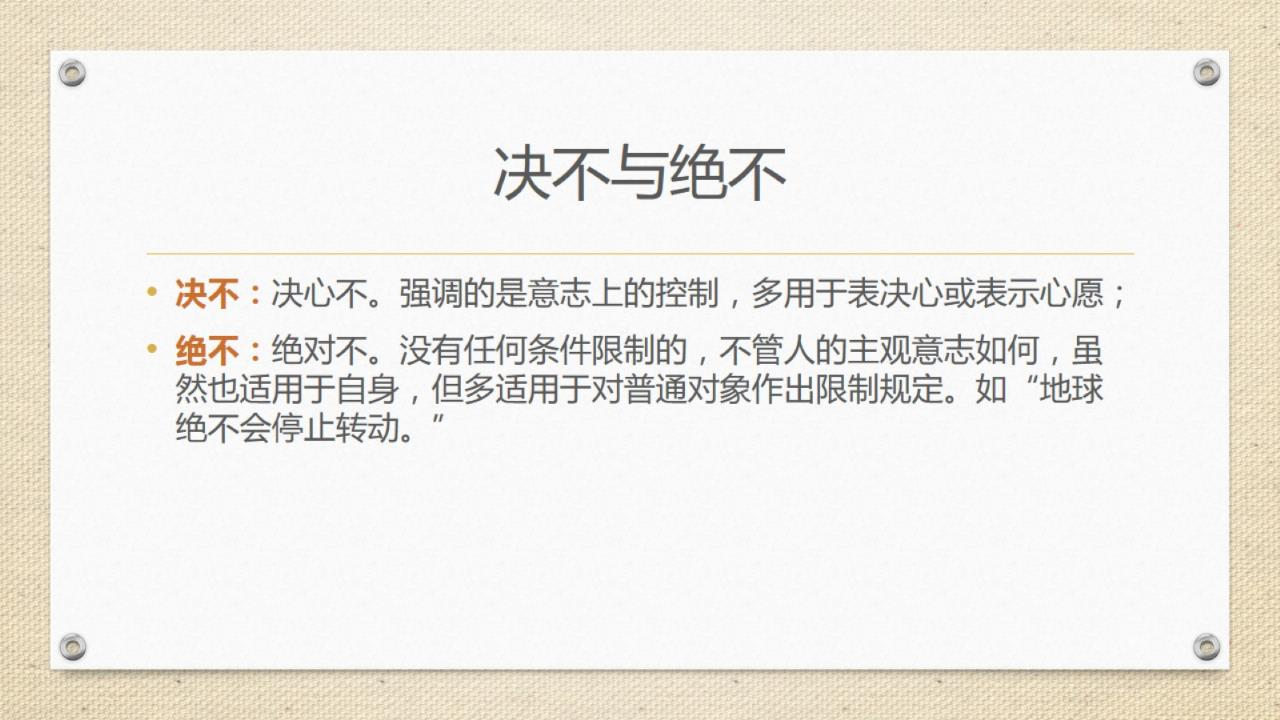 决不与绝不
• 决不：决心不。强调的是意志上的控制，多用于表决心或表示心愿；
• 绝不：绝对不。没有任何条件限制的，不管人的主观意志如何，虽
然也适用于自身，但多适用于对普通对象作出限制规定。如“地球
绝不会停止转动。”